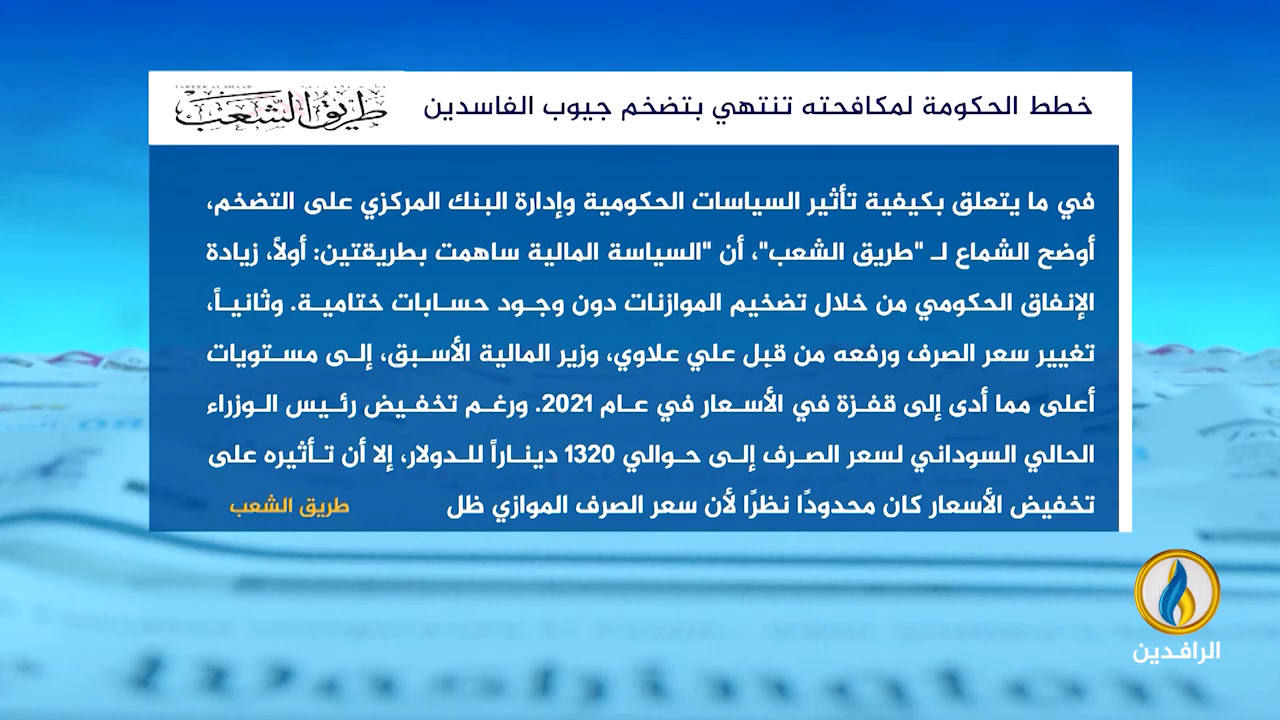 خطط الحكومة لمكافحته تنتهي بتضخم جيوب الفاسدين
TAREEK ALSHAAB
طريق الشعب
في ما يتعلق بكيفية تأثير السياسات الحكومية وإدارة البنك المركزي على التضخم،
أوضح الشماع لـ "طريق الشعب"، أن "السياسة المالية ساهمت بطريقتين: أولاً، زيادة
الإنفاق الحكومي من خلال تضخيم الموازنات دون وجود حسابات ختامية. وثانياً،
تغيير سعر الصرف ورفعه من قبل علي علاوي، وزير المالية الأسبق، إلى مستويات
أعلى مما أدى إلى قفزة في الأسعار في عام 2021. ورغم تخفيض رئيس الوزراء
الحالي السوداني لسعر الصرف إلى حوالي 1320 ديناراً للدولار، إلا أن تأثيره على
تخفيض الأسعار كان محدودًا نظرًا لأن سعر الصرف الموازي ظل
طريق الشعب
الرافدين
Washington